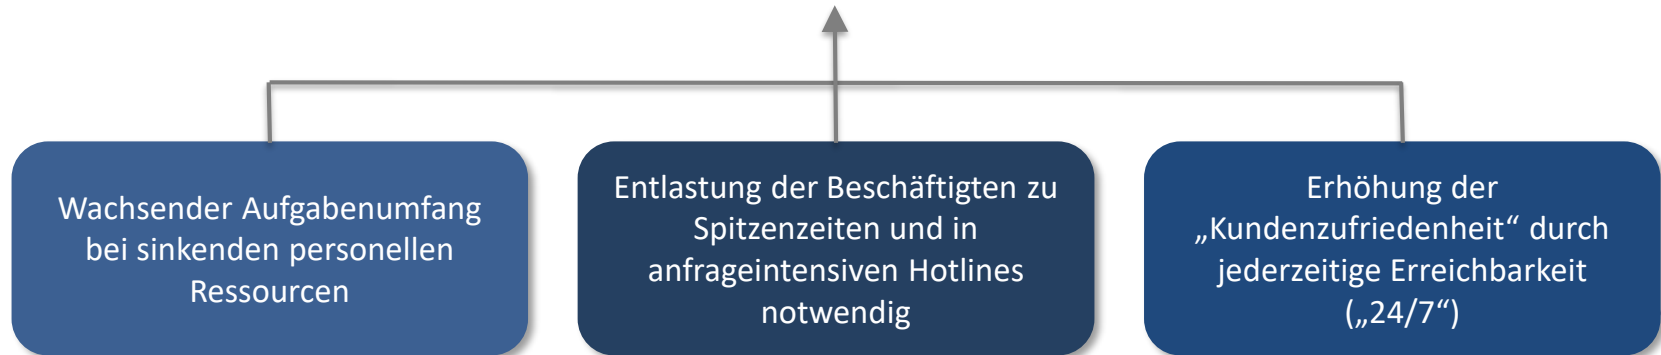 Wachsender Aufgabenumfang
bei sinkenden personellen
Ressourcen
Entlastung der Beschäftigten zu
Spitzenzeiten und in
anfrageintensiven Hotlines
notwendig
Erhöhung der
„Kundenzufriedenheit“ durch
jederzeitige Erreichbarkeit
(„24/7“)